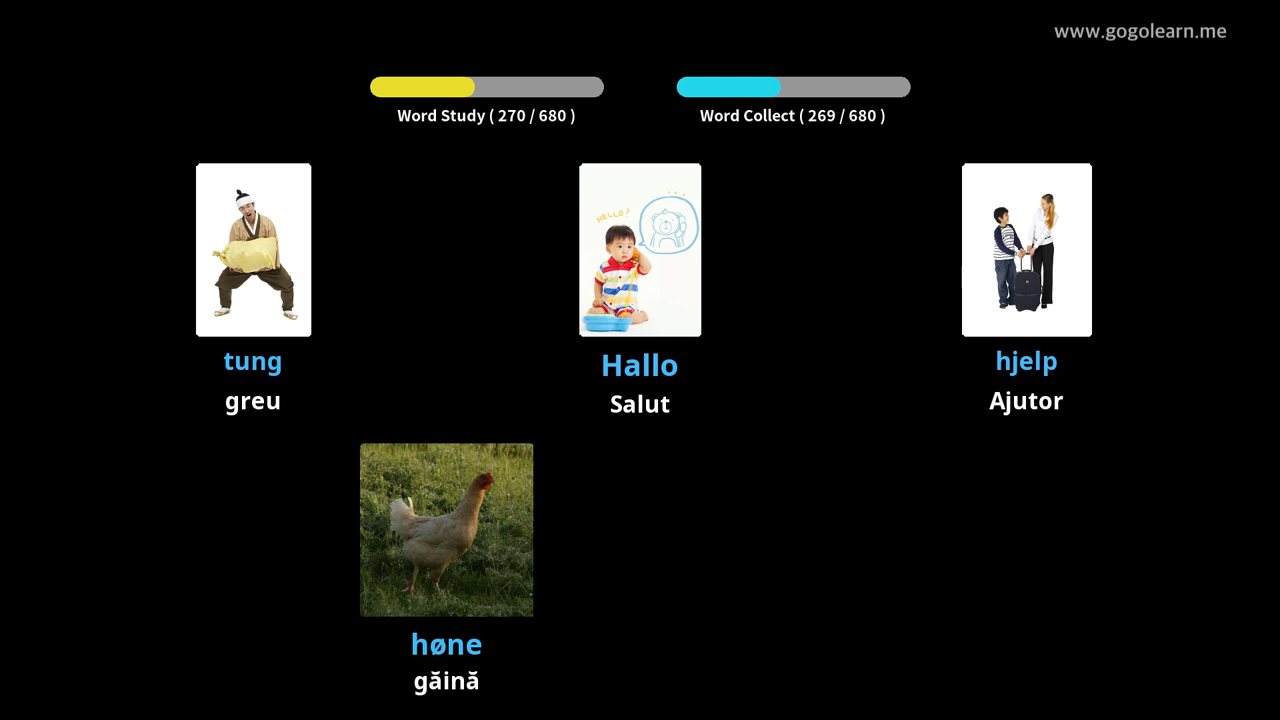 www.gogolearn.me
Word Study ( 270 / 680 )
Word Collect ( 269 / 680 )
HELLO?
tung
greu
Hallo
Salut
hjelp
Ajutor
høne
găină